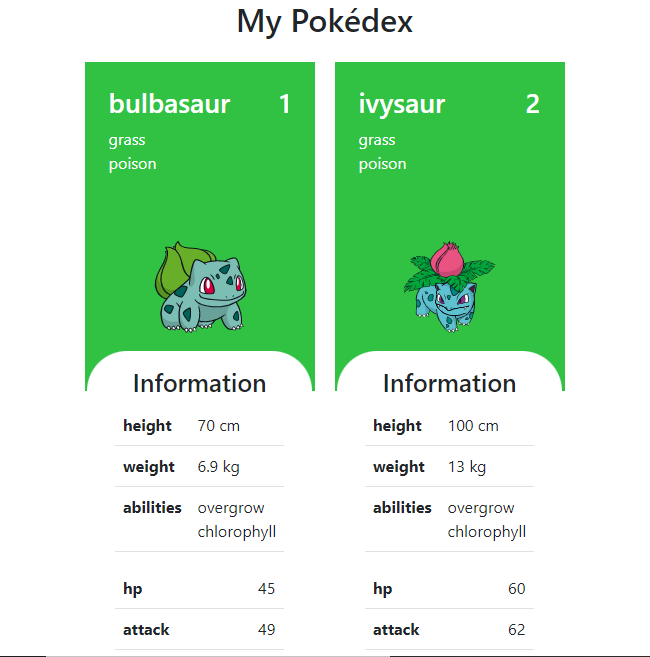 My Pokédex
bulbasaur 1
grass
poison
Information
height 70 cm
weight 6.9 kg
abilities overgrow
chlorophyll
hp 45
attack 49
ivysaur 2
grass
poison
Information
height 100 cm
weight 13 kg
abilities overgrow
chlorophyll
hp 60
attack 62